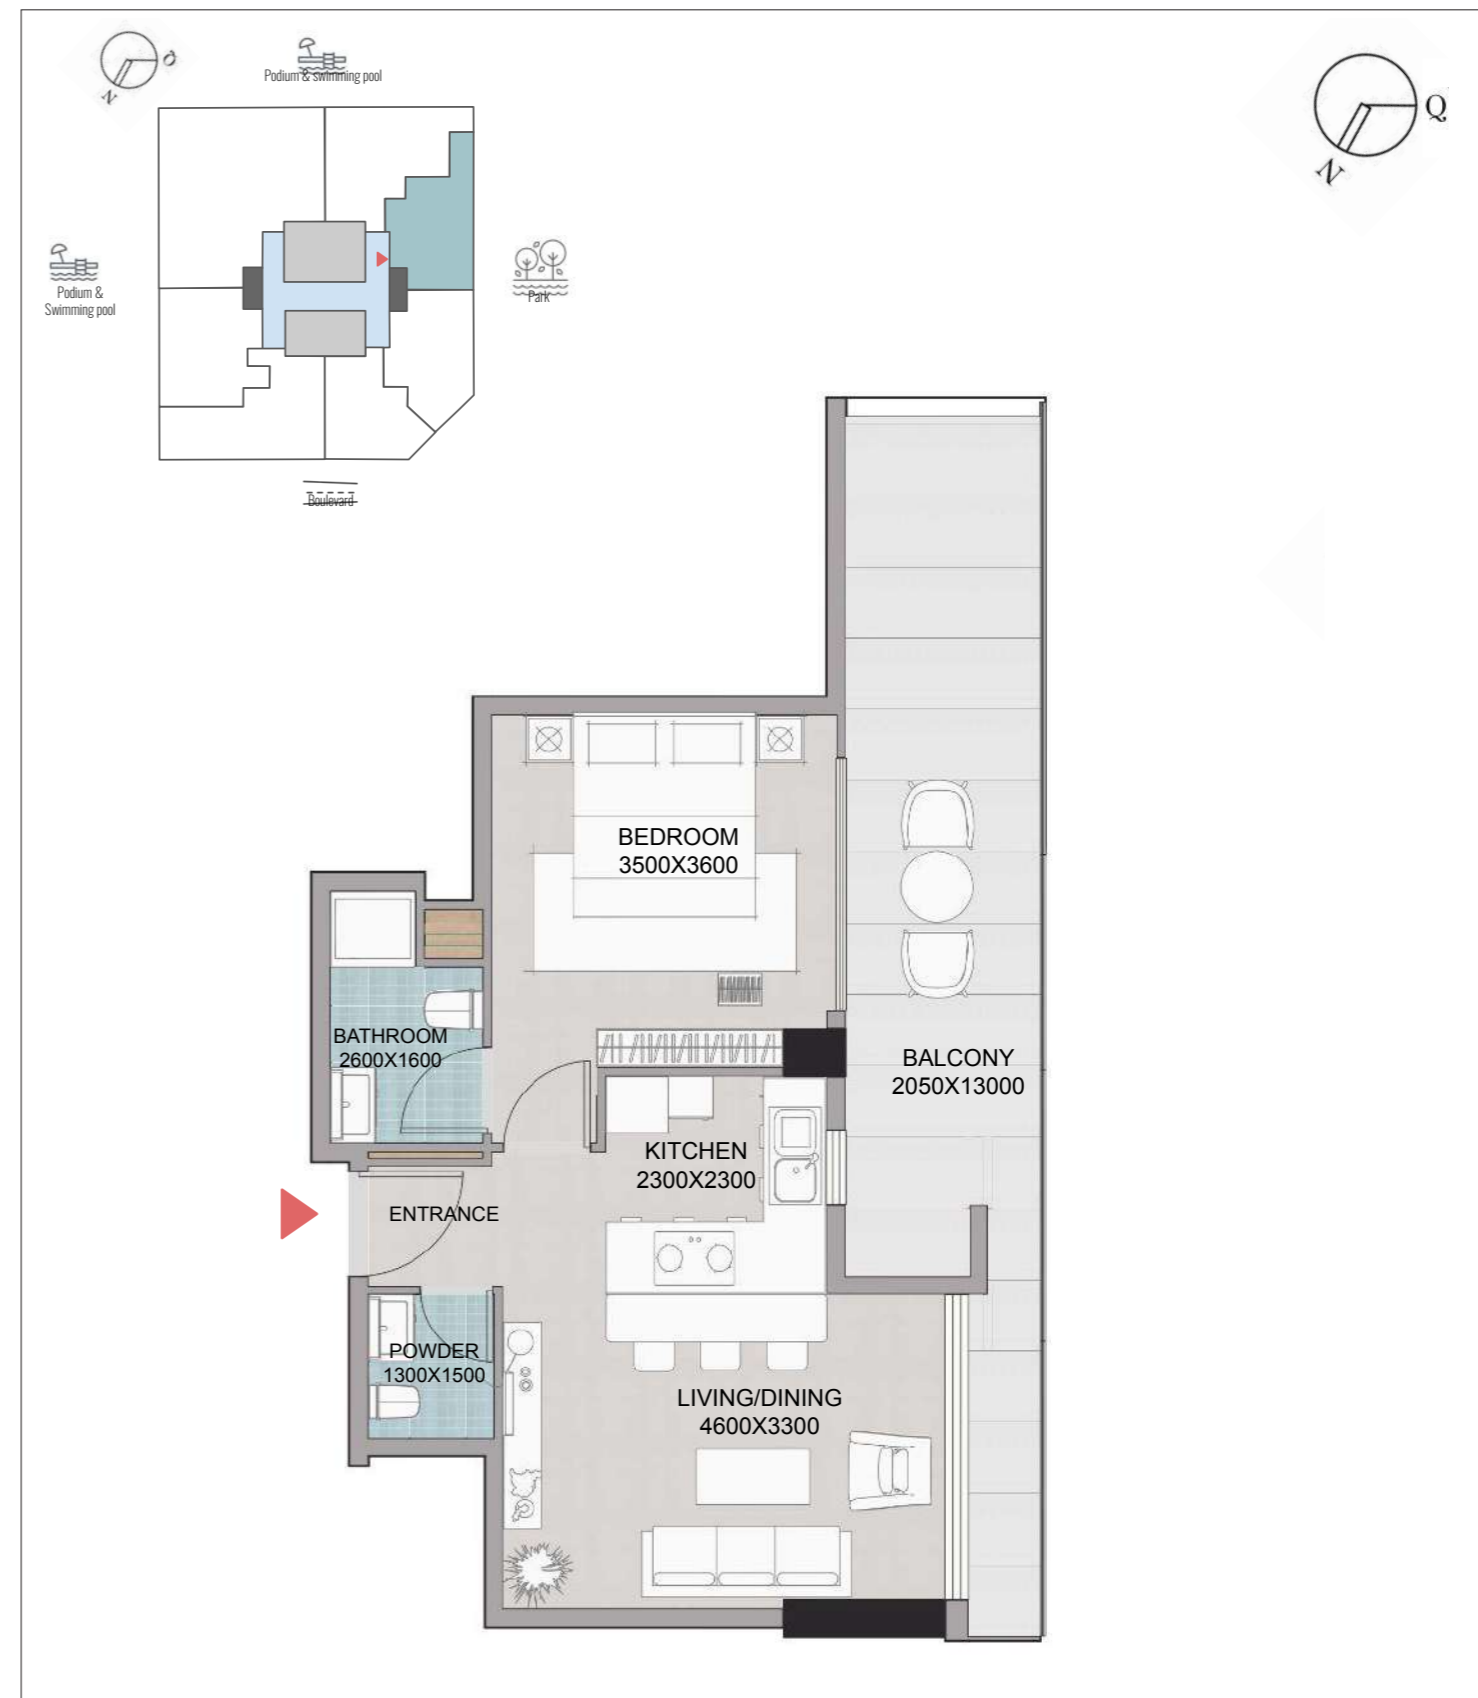 N
Q
Podium & swimming pool
Podium &
Swimming pool
Park
Boulevard
N
Q
BEDROOM
3500X3600
BATHROOM
2600X1600
BALCONY
2050X13000
KITCHEN
2300X2300
ENTRANCE
POWDER
1300X1500
LIVING/DINING
4600X3300